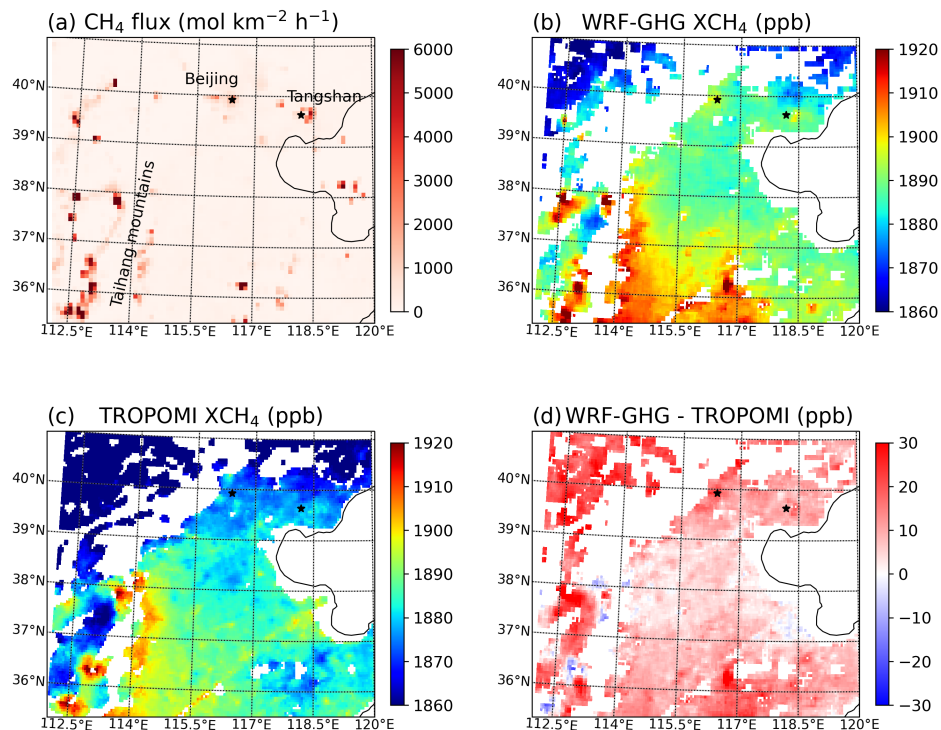 (a) CH₄ flux (mol km⁻² h⁻¹)
Beijing
Tangshan
Taihang mountains
40°N
39°N
38°N
37°N
36°N
112.5°E
114°E
115.5°E
117°E
118.5°E
120°E
6000
5000
4000
3000
2000
1000
0
(b) WRF-GHG XCH₄ (ppb)
40°N
39°N
38°N
37°N
36°N
112.5°E
114°E
115.5°E
117°E
118.5°E
120°E
1920
1910
1900
1890
1880
1870
1860
(c) TROPOMI XCH₄ (ppb)
40°N
39°N
38°N
37°N
36°N
112.5°E
114°E
115.5°E
117°E
118.5°E
120°E
1920
1910
1900
1890
1880
1870
1860
(d) WRF-GHG - TROPOMI (ppb)
40°N
39°N
38°N
37°N
36°N
112.5°E
114°E
115.5°E
117°E
118.5°E
120°E
30
20
10
0
−10
−20
−30